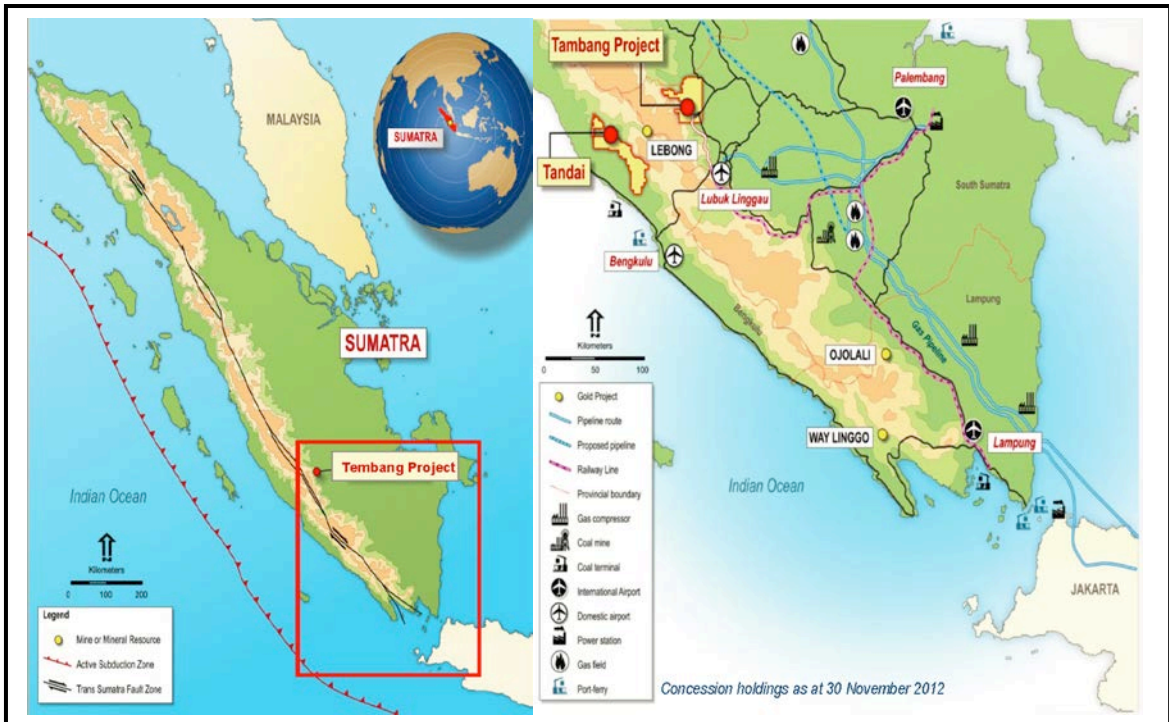 MALAYSIA
SUMATRA
SUMATRA
Tembang Project
Indian Ocean
Kilometers
0 100 200
Legend
Mine or Mineral Resource
Active Subduction Zone
Trans Sumatra Fault Zone
Tambang Project
Palembang
LEBONG
Tandai
Lubuk Linggau
South Sumatra
Bengkulu
Bengkulu
Lampung
Gas Pipeline
Kilometers
0 50 100
OJOLALI
WAY LINGGO
Lampung
Indian Ocean
JAKARTA
Gold Project
Pipeline route
Proposed pipeline
Railway Line
Provincial boundary
Gas compressor
Coal mine
Coal terminal
International Airport
Domestic airport
Power station
Gas field
Port-ferry
Concession holdings as at 30 November 2012